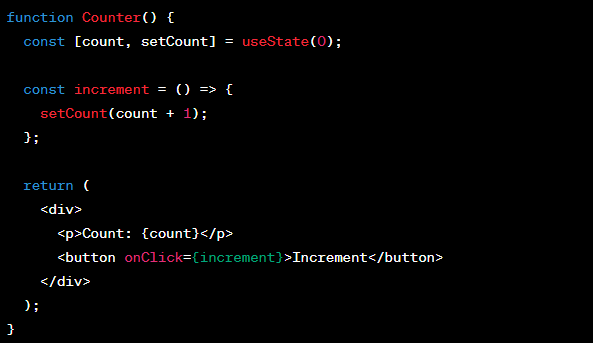 function Counter() {
  const [count, setCount] = useState(0);

  const increment = () => {
    setCount(count + 1);
  };

  return (
    <div>
      <p>Count: {count}</p>
      <button onClick={increment}>Increment</button>
    </div>
  );
}